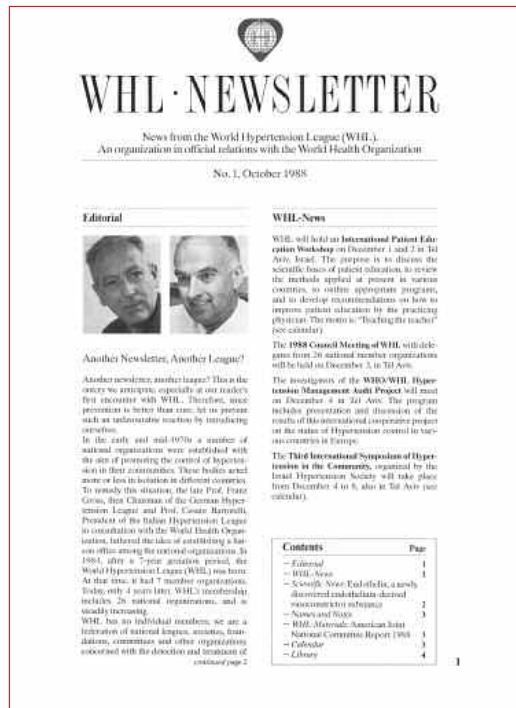 WHL · NEWSLETTER
News from the World Hypertension League (WHL).
An organization in official relations with the World Health Organization
No. 1, October 1988
Editorial
Another Newsletter, Another League?
Another newsletter, another league? This is the
outcry we anticipate, especially at our reader's
first encounter with WHL. Therefore, since
prevention is better than cure, let us prevent
such an unfavourable reaction by introducing
ourselves.
In the early and mid-1970s a number of
national organizations were established with
the aim of promoting the control of hyperten-
sion in their communities. These bodies acted
more or less in isolation in different countries.
To remedy this situation, the late Prof. Franz
Gross, then Chairman of the German Hyper-
tension League and Prof. Cesare Bartorelli,
President of the Italian Hypertension League
in consultation with the World Health Organ-
ization, fathered the idea of establishing a liai-
son office among the national organizations. In
1984, after a 7-year gestation period, the
World Hypertension League (WHL) was born.
At that time, it had 7 member organizations.
Today, only 4 years later, WHL's membership
includes 26 national organizations, and is
steadily increasing.
WHL has no individual members; we are a
federation of national leagues, societies, foun-
dations, committees and other organizations
concerned with the detection and treatment of
continued page 2
WHL-News
WHL will hold an International Patient Edu-
cation Workshop on December 1 and 2 in Tel
Aviv, Israel. The purpose is to discuss the
scientific bases of patient education, to review
the methods applied at present in various
countries, to outline appropriate programs,
and to develop recommendations on how to
improve patient education by the practicing
physician. The motto is: "Teaching the teacher"
(see calendar).
The 1988 Council Meeting of WHL with dele-
gates from 26 national member organizations
will be held on December 3, in Tel Aviv.
The investigators of the WHO/WHL Hyper-
tension Management Audit Project will meet
on December 4 in Tel Aviv. The program
includes presentation and discussion of the
results of this international cooperative project
on the status of Hypertension control in vari-
ous countries in Europe.
The Third International Symposium of Hyper-
tension in the Community, organized by the
Israel Hypertension Society will take place
from December 4 to 8, also in Tel Aviv (see
calendar).
Contents Page
– Editorial 1
– WHL-News 1
– Scientific News: Endothelin, a newly
discovered endothelium-derived
vasoconstrictor substance 2
– Names and Notes 3
– WHL-Materials: American Joint
National Committee Report 1988 3
– Calendar 3
– Library 4
1